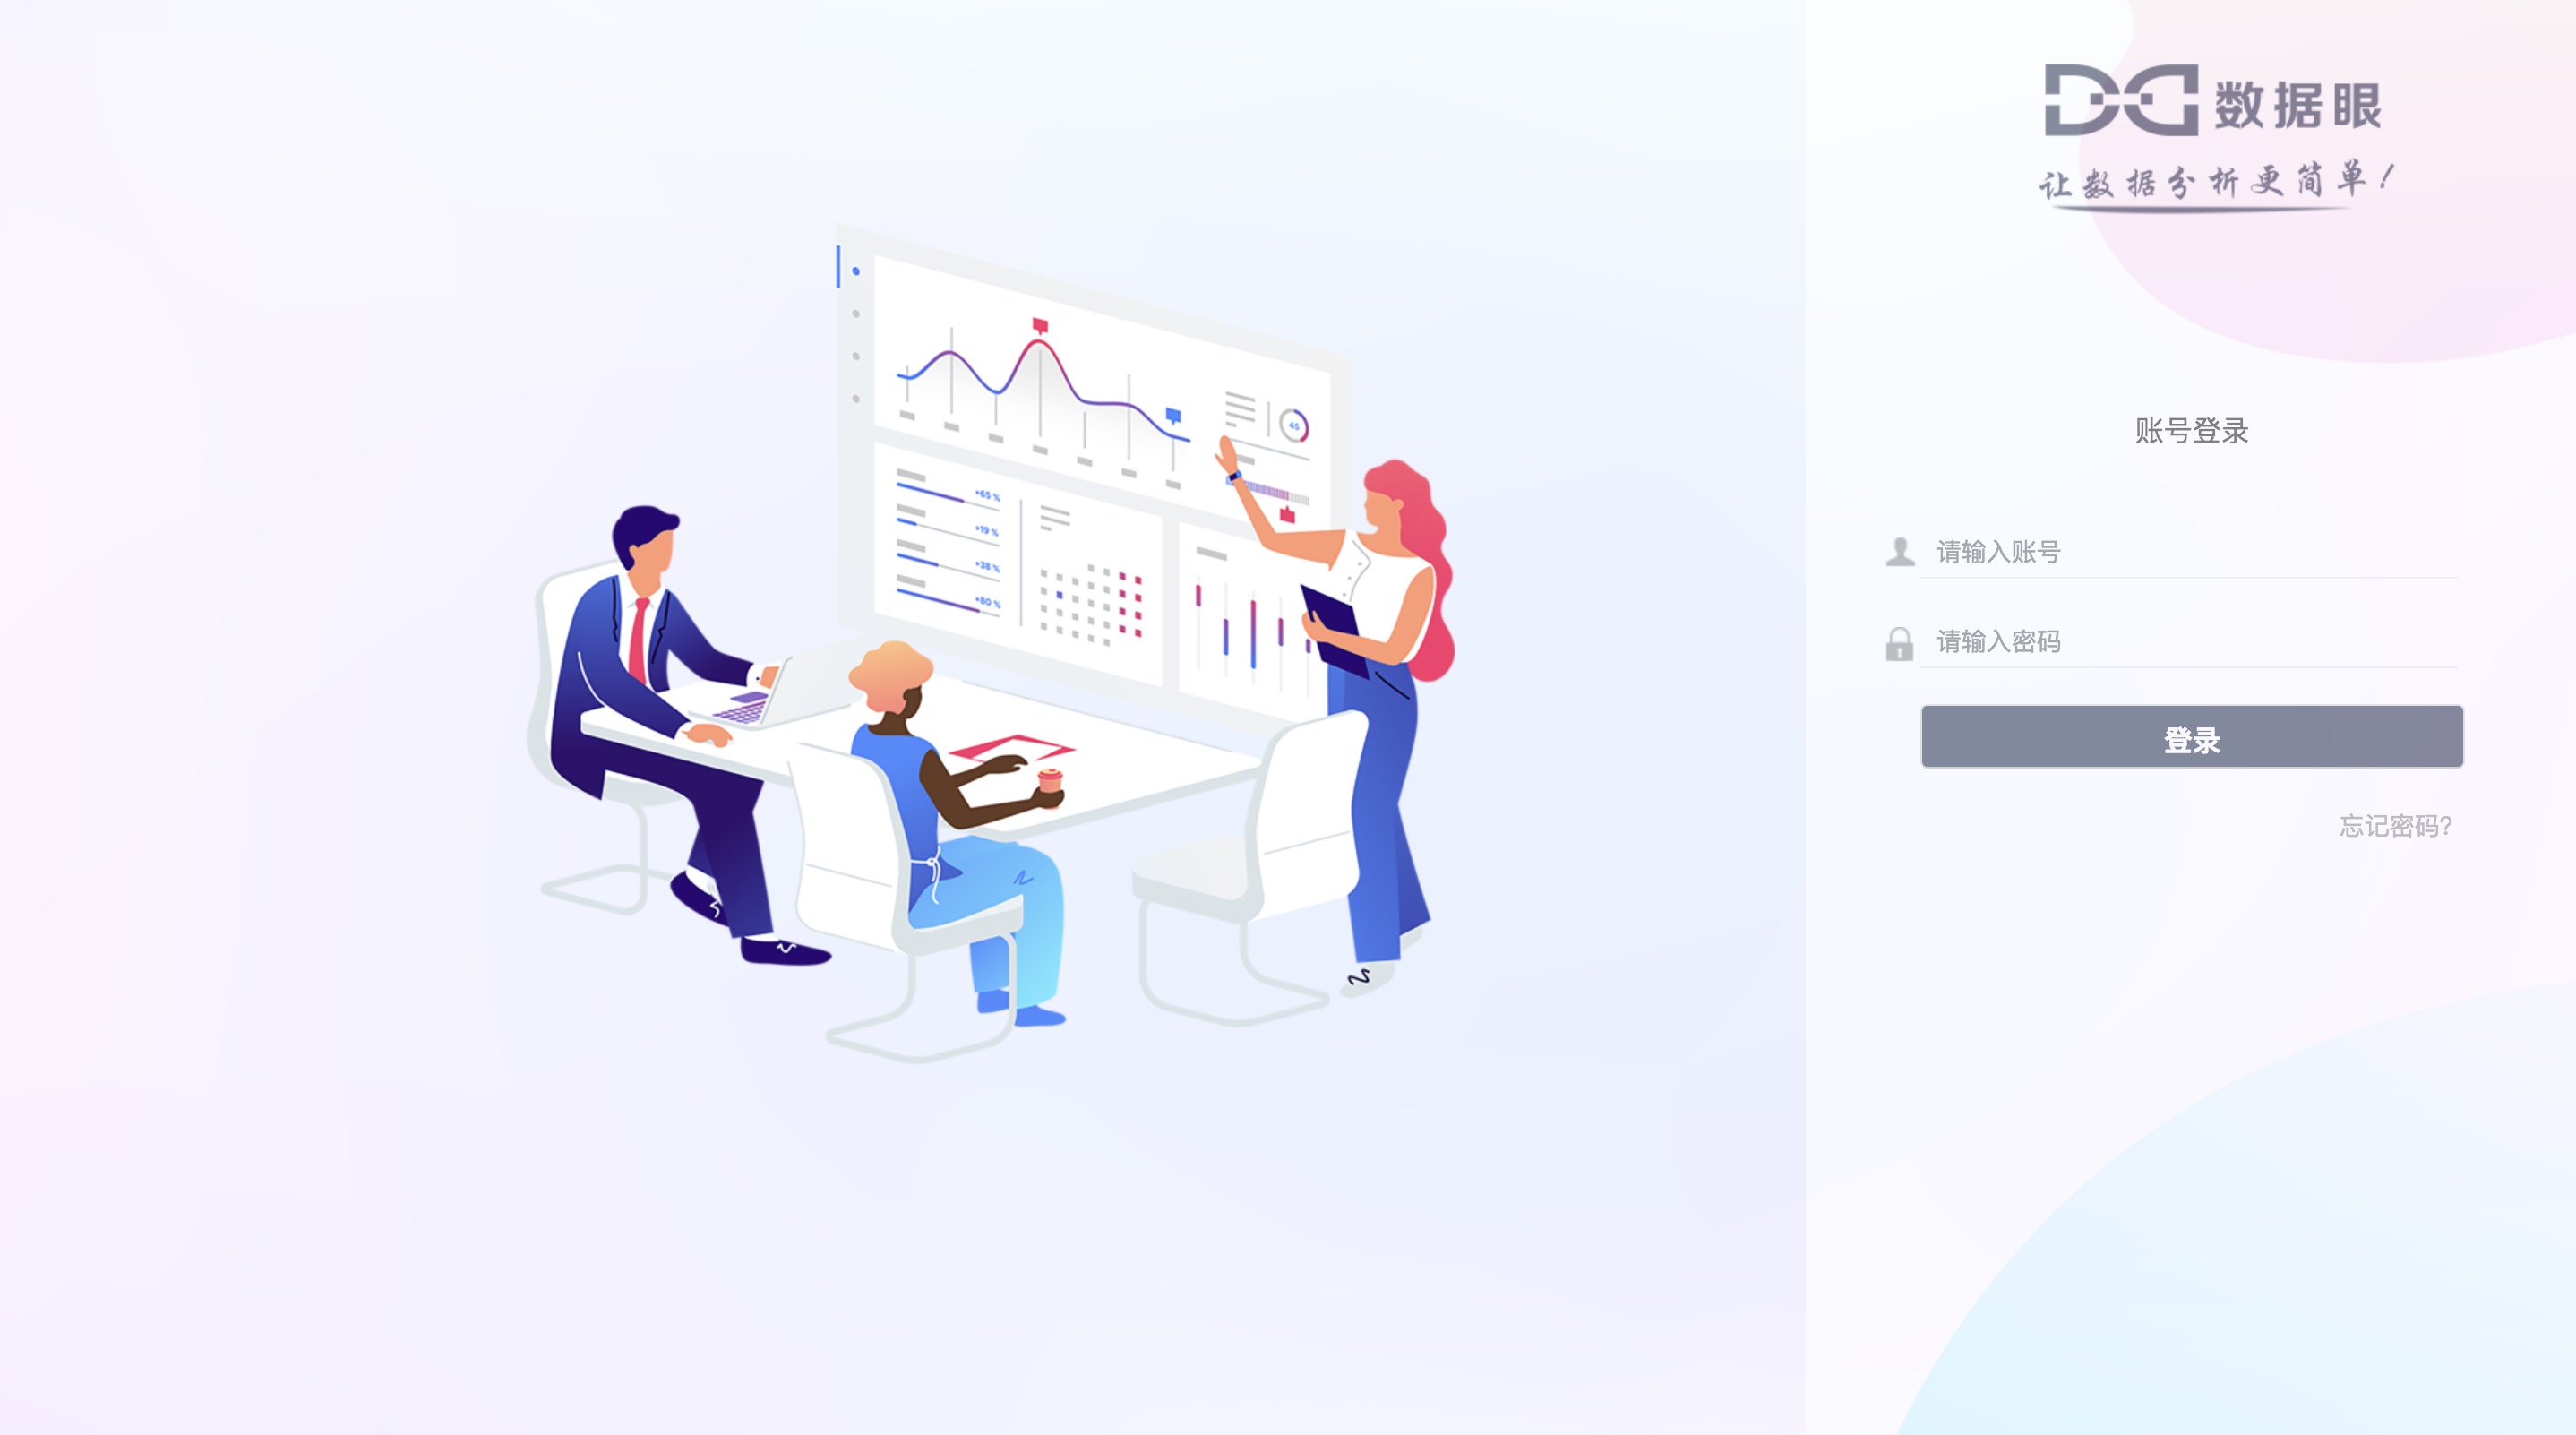 数据眼
让数据分析更简单!
45
+65 %
+19 %
+38 %
+80 %
账号登录
请输入账号
请输入密码
登录
忘记密码?